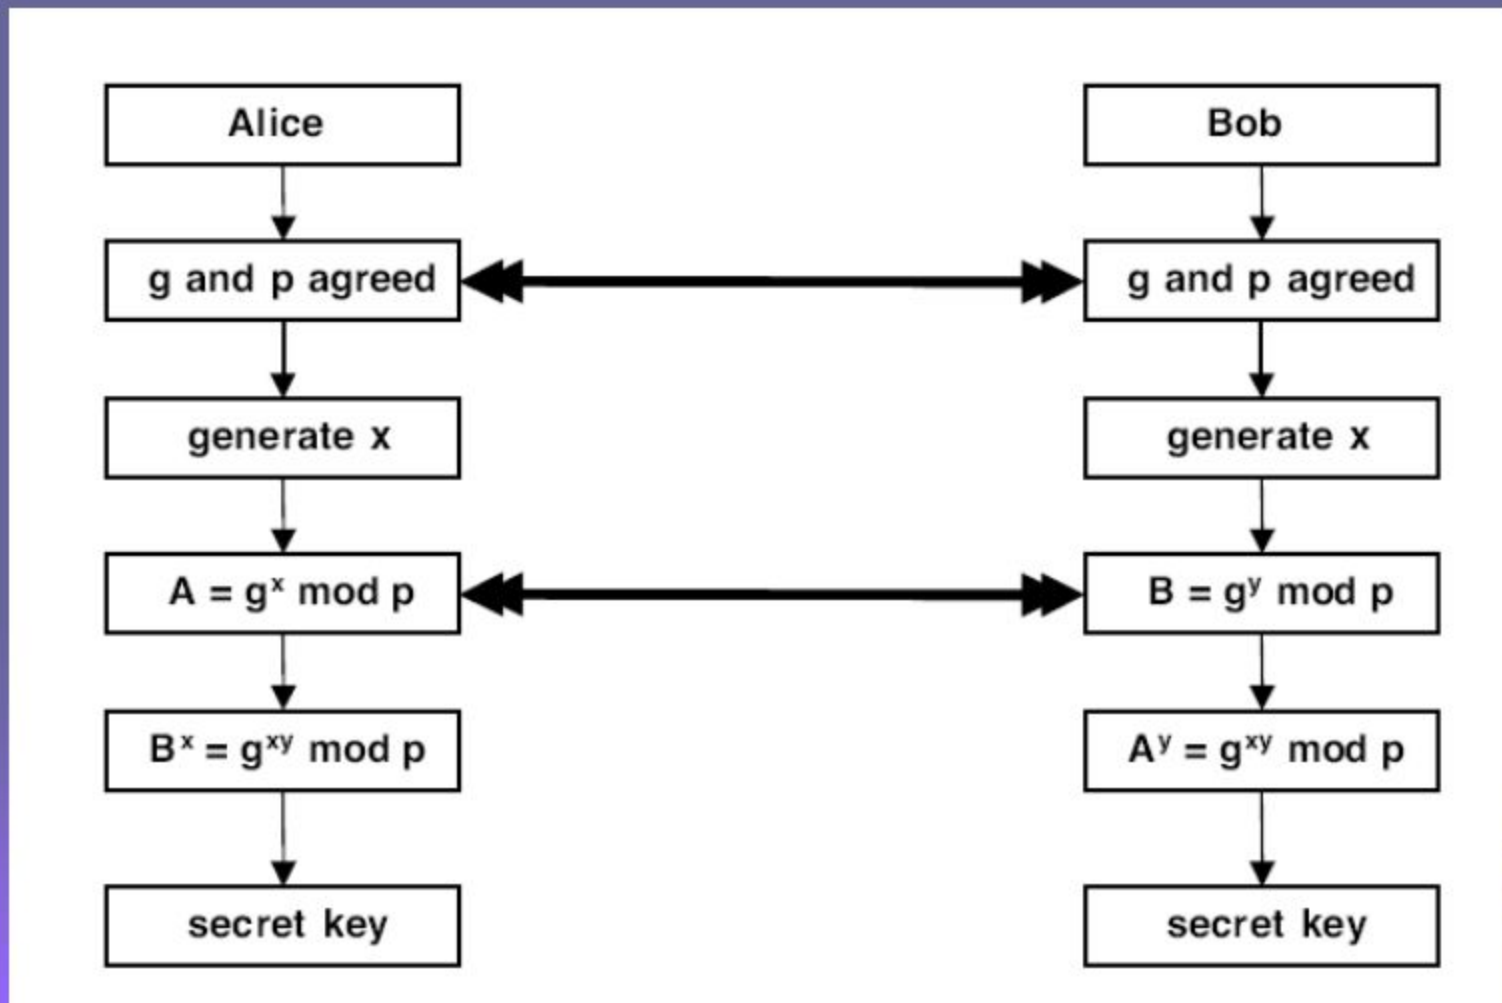 Alice
Bob
g and p agreed
g and p agreed
generate x
generate x
A = gˣ mod p
B = gʸ mod p
Bˣ = gˣʸ mod p
Aʸ = gˣʸ mod p
secret key
secret key